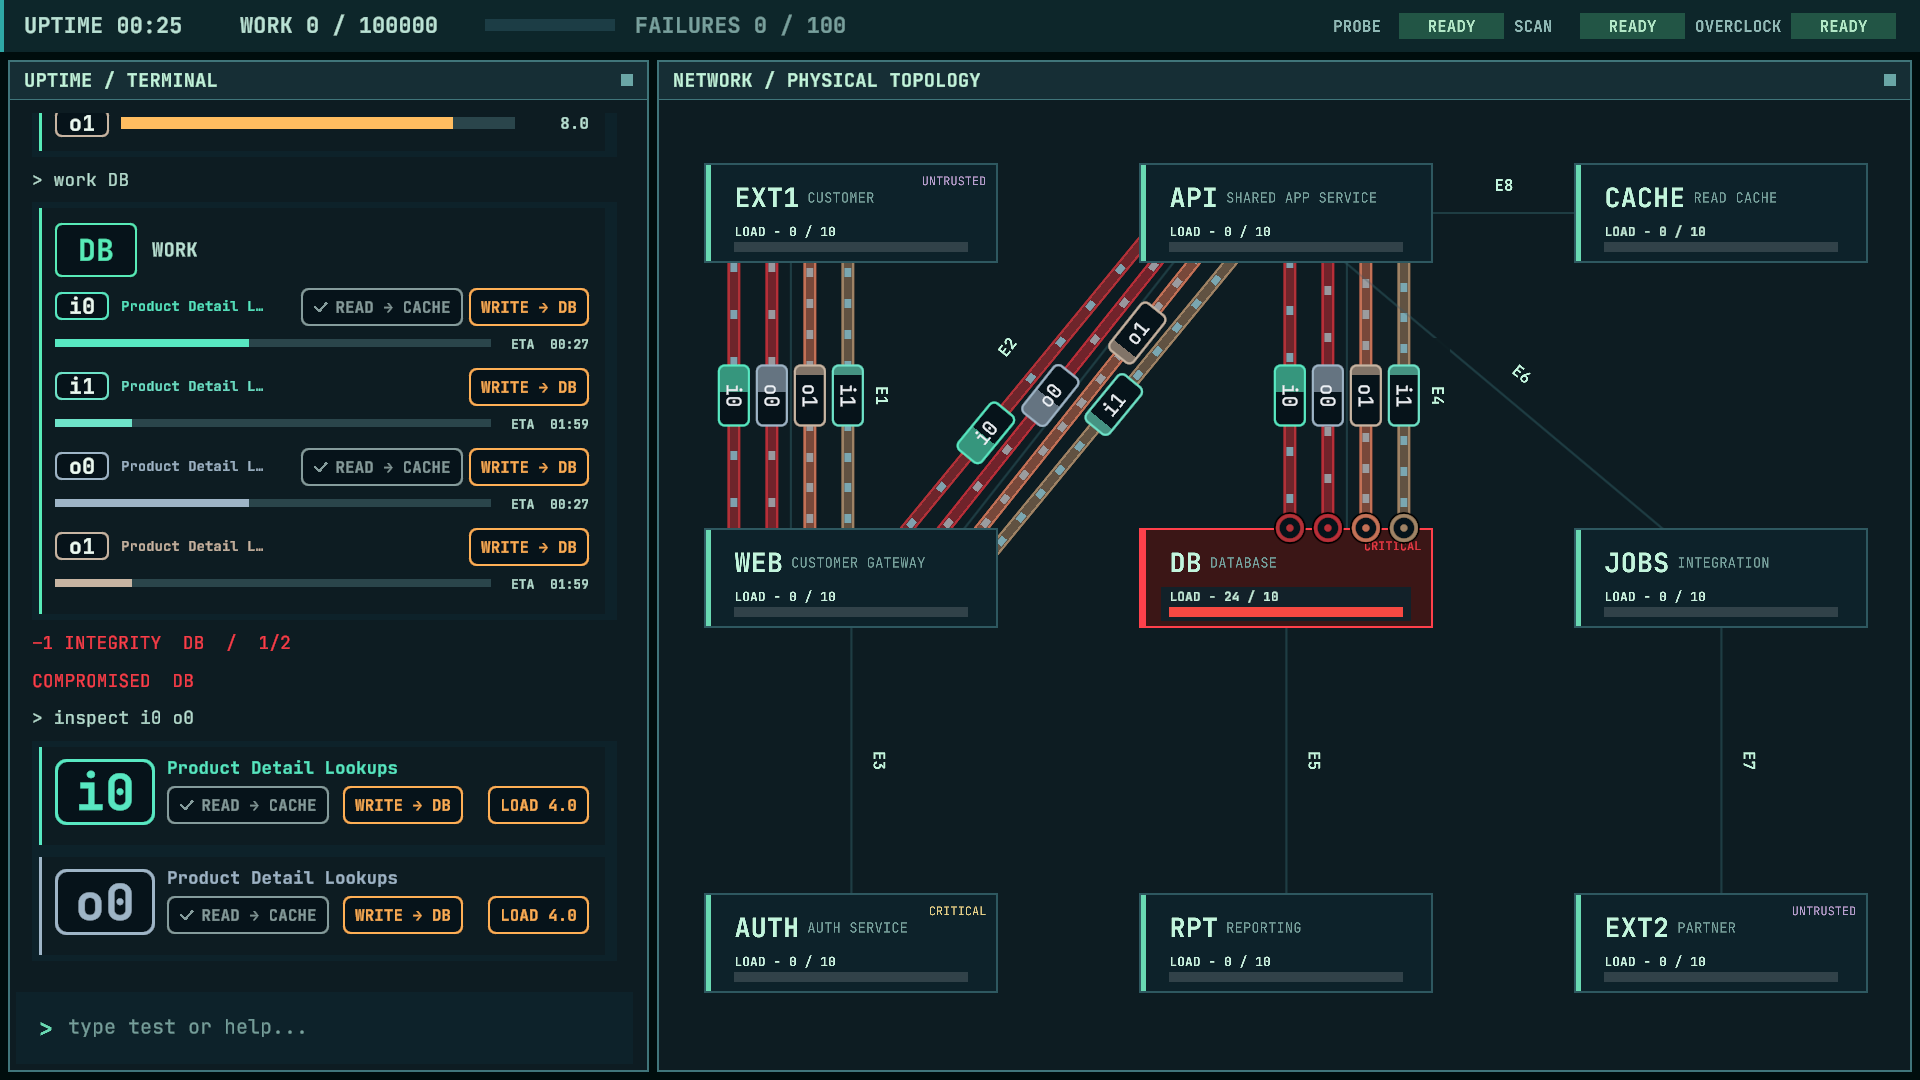 UPTIME 00:25 WORK 0 / 100000 FAILURES 0 / 100 PROBE READY SCAN READY OVERCLOCK READY
UPTIME / TERMINAL
o1 8.0
> work DB
DB WORK
i0 Product Detail L… ✓ READ → CACHE WRITE → DB
ETA 00:27
i1 Product Detail L… WRITE → DB
ETA 01:59
o0 Product Detail L… ✓ READ → CACHE WRITE → DB
ETA 00:27
o1 Product Detail L… WRITE → DB
ETA 01:59
−1 INTEGRITY DB / 1/2
COMPROMISED DB
> inspect i0 o0
i0 Product Detail Lookups
✓ READ → CACHE WRITE → DB LOAD 4.0
o0 Product Detail Lookups
✓ READ → CACHE WRITE → DB LOAD 4.0
> type test or help...
NETWORK / PHYSICAL TOPOLOGY
EXT1 CUSTOMER UNTRUSTED
LOAD - 0 / 10
API SHARED APP SERVICE
LOAD - 0 / 10
E8
CACHE READ CACHE
LOAD - 0 / 10
i0 o0 o1 i1 E1
E2
i0 o0 o1 i1
i0 o0 o1 i1 E4
E6
WEB CUSTOMER GATEWAY
LOAD - 0 / 10
DB DATABASE CRITICAL
LOAD - 24 / 10
JOBS INTEGRATION
LOAD - 0 / 10
E3
E5
E7
AUTH AUTH SERVICE CRITICAL
LOAD - 0 / 10
RPT REPORTING
LOAD - 0 / 10
EXT2 PARTNER UNTRUSTED
LOAD - 0 / 10